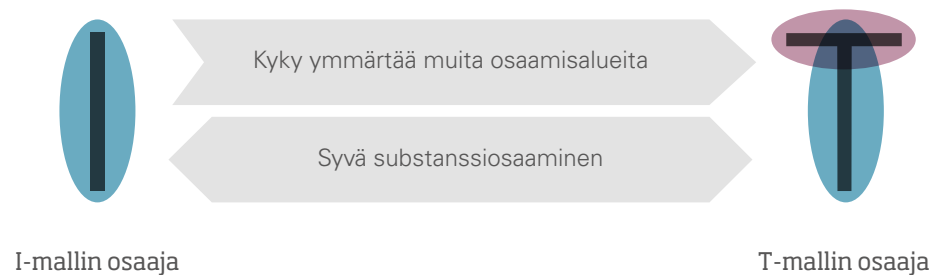 Kyky ymmärtää muita osaamisalueita
Syvä substanssiosaaminen
I-mallin osaaja
T-mallin osaaja